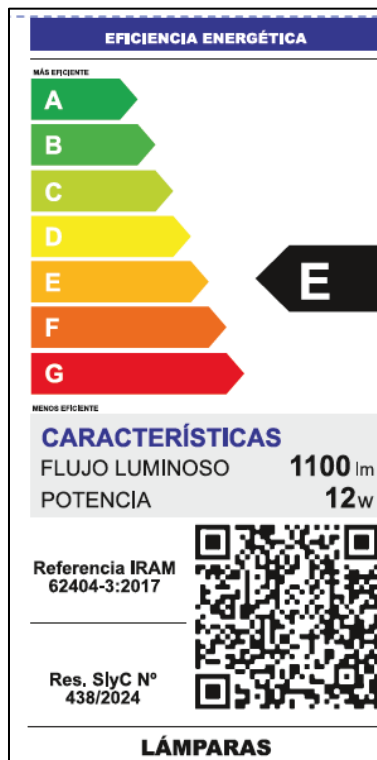 EFICIENCIA ENERGÉTICA
MÁS EFICIENTE
A
B
C
D
E
E
F
G
MENOS EFICIENTE
CARACTERÍSTICAS
FLUJO LUMINOSO 1100 lm
POTENCIA 12w
Referencia IRAM
62404-3:2017
Res. SIyC Nº
438/2024
LÁMPARAS